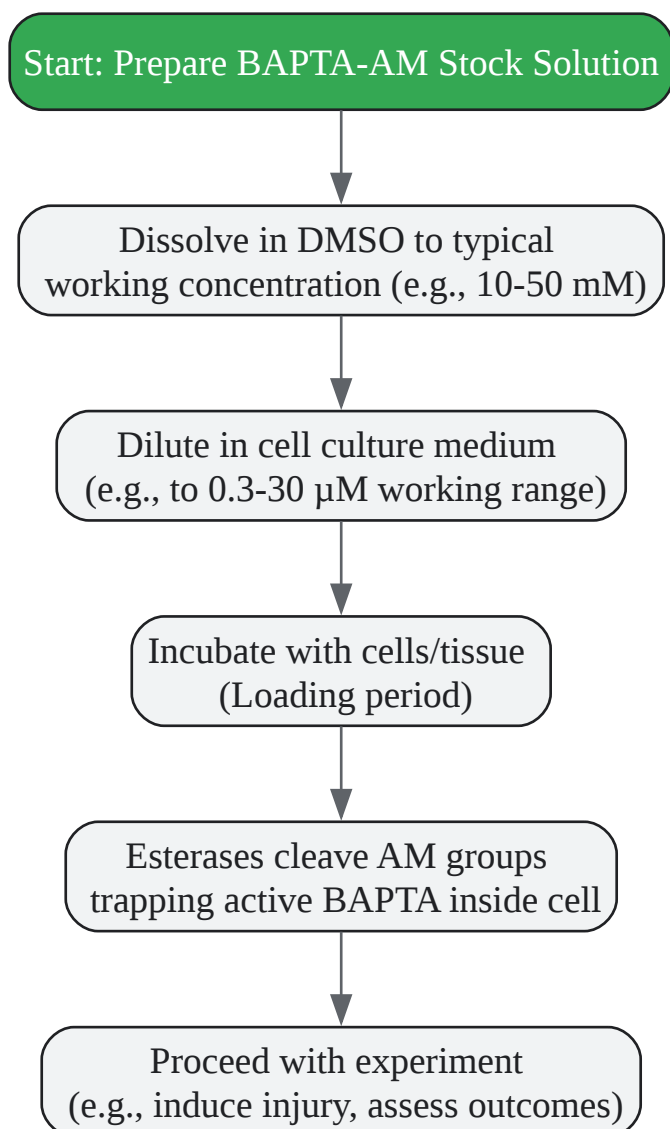 Start: Prepare BAPTA-AM Stock Solution
Dissolve in DMSO to typical
working concentration (e.g., 10-50 mM)
Dilute in cell culture medium
(e.g., to 0.3-30 µM working range)
Incubate with cells/tissue
(Loading period)
Esterases cleave AM groups
trapping active BAPTA inside cell
Proceed with experiment
(e.g., induce injury, assess outcomes)